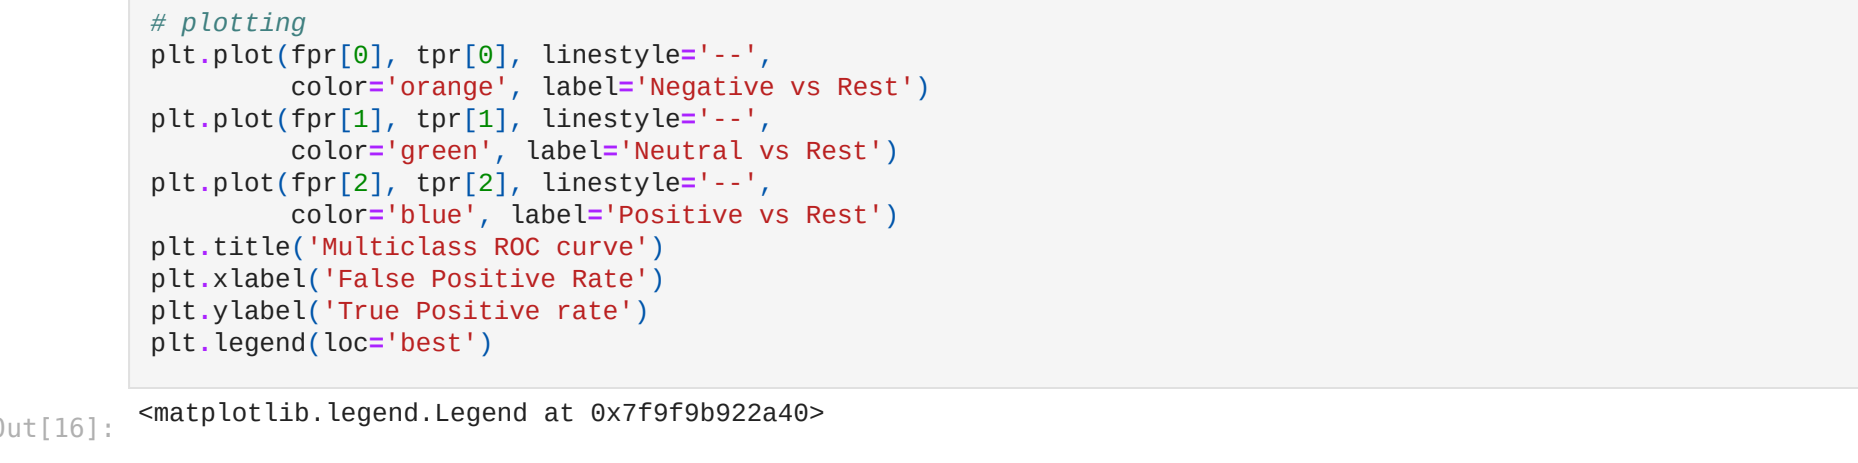 # plotting
plt.plot(fpr[0], tpr[0], linestyle='--',
         color='orange', label='Negative vs Rest')
plt.plot(fpr[1], tpr[1], linestyle='--',
         color='green', label='Neutral vs Rest')
plt.plot(fpr[2], tpr[2], linestyle='--',
         color='blue', label='Positive vs Rest')
plt.title('Multiclass ROC curve')
plt.xlabel('False Positive Rate')
plt.ylabel('True Positive rate')
plt.legend(loc='best')
<matplotlib.legend.Legend at 0x7f9f9b922a40>
Out[16]: